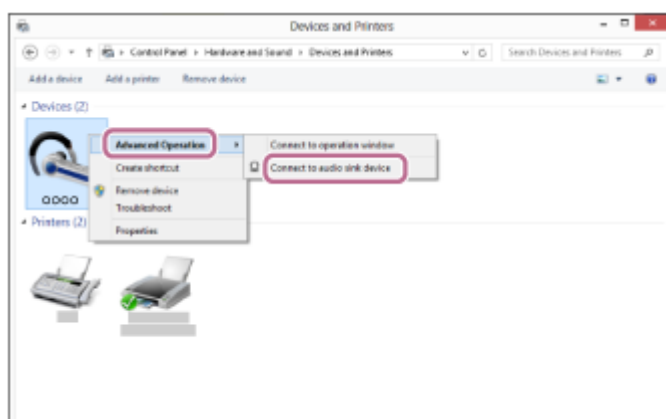 Devices and Printers
Control Panel ▸ Hardware and Sound ▸ Devices and Printers
Search Devices and Printers
Add a device Add a printer Remove device
Devices (2)
Advanced Operation
Connect to operation window
Create shortcut
Connect to audio sink device
Remove device
OOOO
Troubleshoot
Printers (2)
Properties